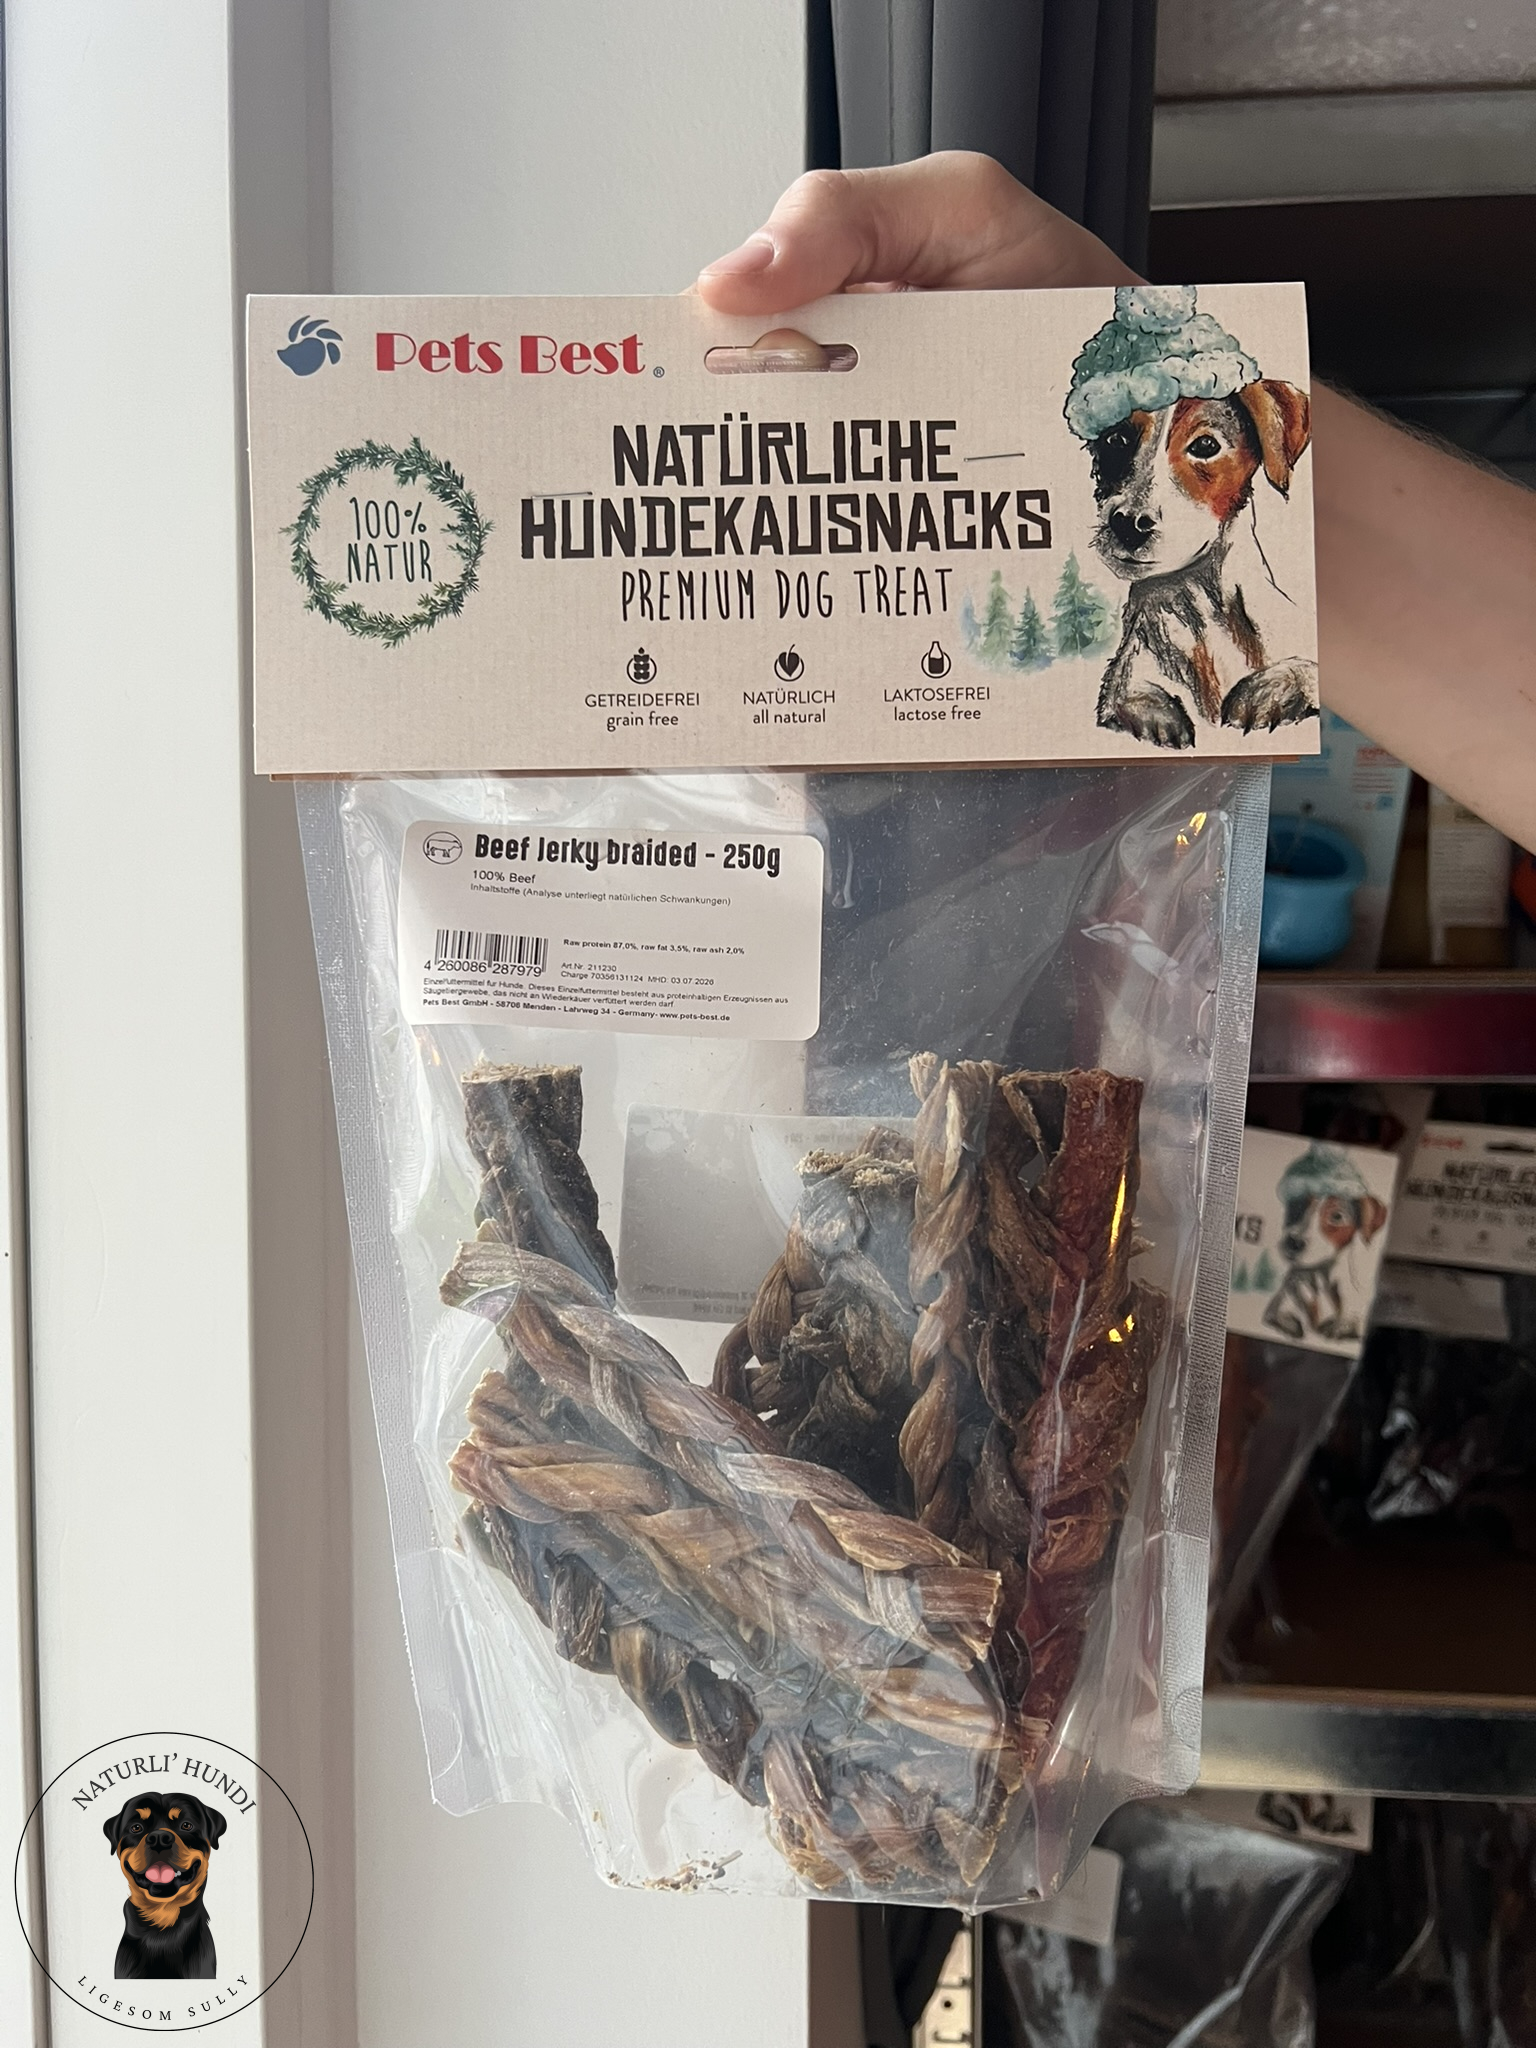 Pets Best®
100%
NATUR
NATÜRLICHE
HUNDEKAUSNACKS
PREMIUM DOG TREAT
GETREIDEFREI
grain free
NATÜRLICH
all natural
LAKTOSEFREI
lactose free
Beef Jerky braided - 250g
100% Beef
Inhaltstoffe (Analyse unterliegt natürlichen Schwankungen)
Raw protein 87,0%, raw fat 3,5%, raw ash 2,0%
4 260086 287979
Art.Nr. 211230
Charge 70356131124 MHD: 03.07.2026
Einzelfuttermittel für Hunde. Dieses Einzelfuttermittel besteht aus proteinhaltigen Erzeugnissen aus
Säugetiergewebe, das nicht an Wiederkäuer verfüttert werden darf
Pets Best GmbH - 58706 Menden - Lahrweg 34 - Germany- www.pets-best.de
KS
NATURLI' HUNDI
LIGESOM SULLY